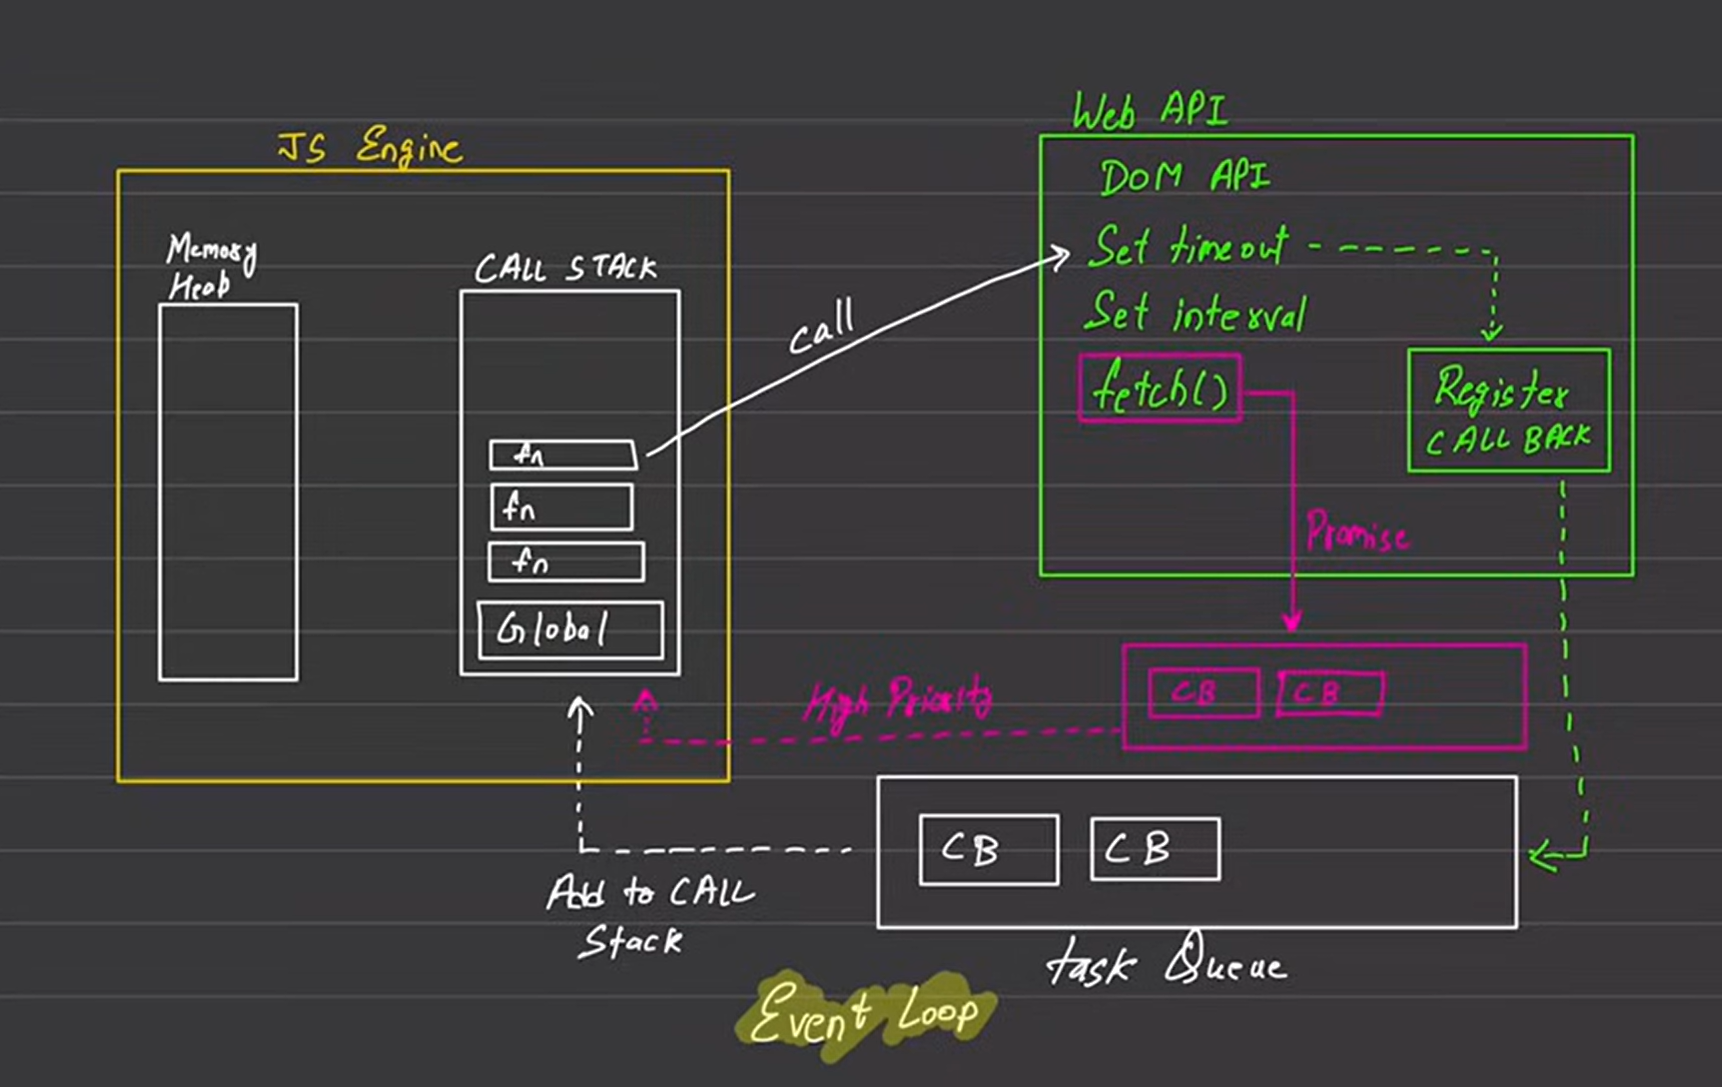 JS Engine
Memory
Heap
CALL STACK
fn
fn
fn
Global
call
Web API
DOM API
Set timeout
Set interval
fetch()
Register
CALL BACK
Promise
High Priority
CB CB
CB CB
Add to CALL
Stack
task Queue
Event Loop